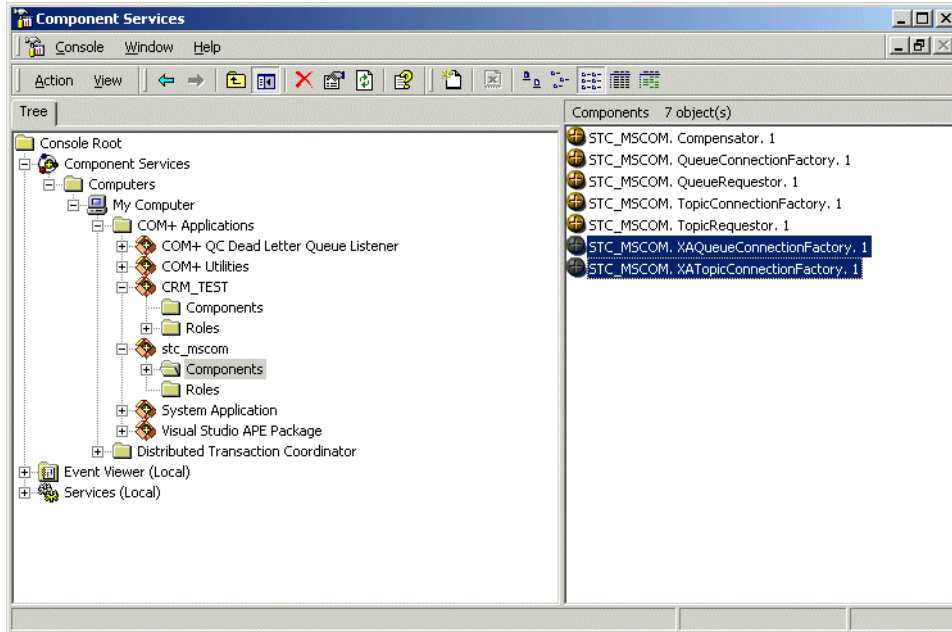 Component Services
Console Window Help
Action View
Tree
Components 7 object(s)
Console Root
Component Services
Computers
My Computer
COM+ Applications
COM+ QC Dead Letter Queue Listener
COM+ Utilities
CRM_TEST
Components
Roles
stc_mscom
Components
Roles
System Application
Visual Studio APE Package
Distributed Transaction Coordinator
Event Viewer (Local)
Services (Local)
STC_MSCOM. Compensator. 1
STC_MSCOM. QueueConnectionFactory. 1
STC_MSCOM. QueueRequestor. 1
STC_MSCOM. TopicConnectionFactory. 1
STC_MSCOM. TopicRequestor. 1
STC_MSCOM. XAQueueConnectionFactory. 1
STC_MSCOM. XATopicConnectionFactory. 1